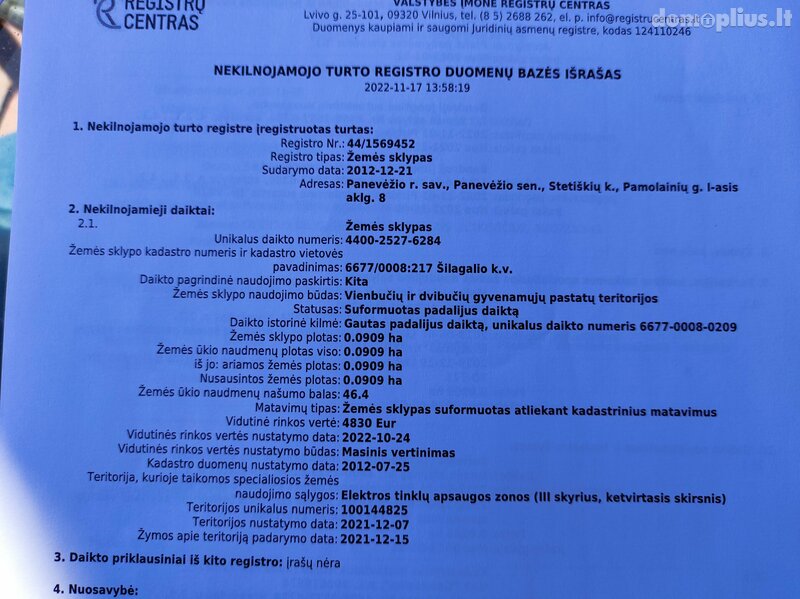 REGISTRŲ
CENTRAS
VALSTYBĖS ĮMONĖ REGISTRŲ CENTRAS
Lvivo g. 25-101, 09320 Vilnius, tel. (8 5) 2688 262, el. p. info@registrucentras.lt
Duomenys kaupiami ir saugomi Juridinių asmenų registre, kodas 124110246
domoplius.lt
NEKILNOJAMOJO TURTO REGISTRO DUOMENŲ BAZĖS IŠRAŠAS
2022-11-17 13:58:19
1. Nekilnojamojo turto registre įregistruotas turtas:
Registro Nr.: 44/1569452
Registro tipas: Žemės sklypas
Sudarymo data: 2012-12-21
Adresas: Panevėžio r. sav., Panevėžio sen., Stetiškių k., Pamolainių g. I-asis
aklg. 8
2. Nekilnojamieji daiktai:
2.1. Žemės sklypas
Unikalus daikto numeris: 4400-2527-6284
Žemės sklypo kadastro numeris ir kadastro vietovės
pavadinimas: 6677/0008:217 Šilagalio k.v.
Daikto pagrindinė naudojimo paskirtis: Kita
Žemės sklypo naudojimo būdas: Vienbučių ir dvibučių gyvenamųjų pastatų teritorijos
Statusas: Suformuotas padalijus daiktą
Daikto istorinė kilmė: Gautas padalijus daiktą, unikalus daikto numeris 6677-0008-0209
Žemės sklypo plotas: 0.0909 ha
Žemės ūkio naudmenų plotas viso: 0.0909 ha
iš jo: ariamos žemės plotas: 0.0909 ha
Nusausintos žemės plotas: 0.0909 ha
Žemės ūkio naudmenų našumo balas: 46.4
Matavimų tipas: Žemės sklypas suformuotas atliekant kadastrinius matavimus
Vidutinė rinkos vertė: 4830 Eur
Vidutinės rinkos vertės nustatymo data: 2022-10-24
Vidutinės rinkos vertės nustatymo būdas: Masinis vertinimas
Kadastro duomenų nustatymo data: 2012-07-25
Teritorija, kurioje taikomos specialiosios žemės
naudojimo sąlygos: Elektros tinklų apsaugos zonos (III skyrius, ketvirtasis skirsnis)
Teritorijos unikalus numeris: 100144825
Teritorijos nustatymo data: 2021-12-07
Žymos apie teritoriją padarymo data: 2021-12-15
3. Daikto priklausiniai iš kito registro: įrašų nėra
4. Nuosavybė: